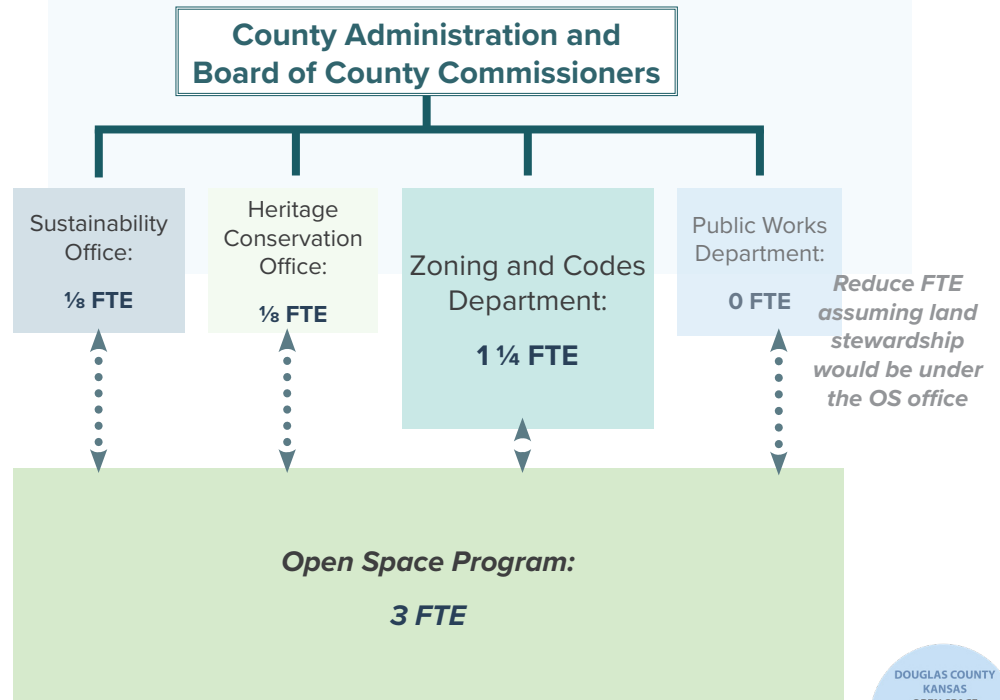 County Administration and
Board of County Commissioners
Sustainability
Office:
⅛ FTE
Heritage
Conservation
Office:
⅛ FTE
Zoning and Codes
Department:
1 ¼ FTE
Public Works
Department:
0 FTE
Reduce FTE
assuming land
stewardship
would be under
the OS office
Open Space Program:
3 FTE
DOUGLAS COUNTY
KANSAS
OPEN SPACE